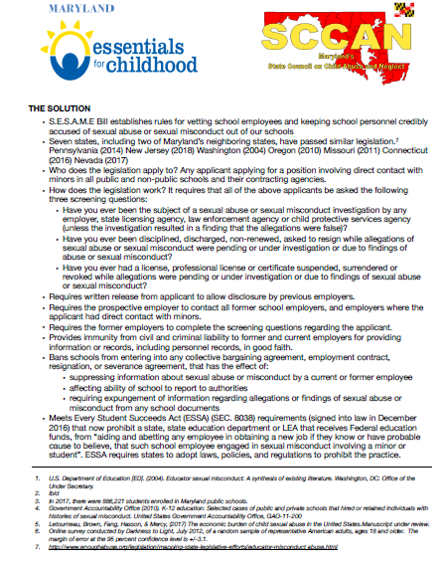 MARYLAND
essentials
for childhood
SCCAN
Maryland's
State Council on Child Abuse and Neglect
THE SOLUTION
• S.E.S.A.M.E Bill establishes rules for vetting school employees and keeping school personnel credibly
accused of sexual abuse or sexual misconduct out of our schools
• Seven states, including two of Maryland's neighboring states, have passed similar legislation.7
Pennsylvania (2014) New Jersey (2018) Washington (2004) Oregon (2010) Missouri (2011) Connecticut
(2016) Nevada (2017)
• Who does the legislation apply to? Any applicant applying for a position involving direct contact with
minors in all public and non-public schools and their contracting agencies.
• How does the legislation work? It requires that all of the above applicants be asked the following
three screening questions:
• Have you ever been the subject of a sexual abuse or sexual misconduct investigation by any
employer, state licensing agency, law enforcement agency or child protective services agency
(unless the investigation resulted in a finding that the allegations were false)?
• Have you ever been disciplined, discharged, non-renewed, asked to resign while allegations of
sexual abuse or sexual misconduct were pending or under investigation or due to findings of
abuse or sexual misconduct?
• Have you ever had a license, professional license or certificate suspended, surrendered or
revoked while allegations were pending or under investigation or due to findings of sexual abuse
or sexual misconduct?
• Requires written release from applicant to allow disclosure by previous employers.
• Requires the prospective employer to contact all former school employers, and employers where the
applicant had direct contact with minors.
• Requires the former employers to complete the screening questions regarding the applicant.
• Provides immunity from civil and criminal liability to former and current employers for providing
information or records, including personnel records, in good faith.
• Bans schools from entering into any collective bargaining agreement, employment contract,
resignation, or severance agreement, that has the effect of:
• suppressing information about sexual abuse or misconduct by a current or former employee
• affecting ability of school to report to authorities
• requiring expungement of information regarding allegations or findings of sexual abuse or
misconduct from any school documents
• Meets Every Student Succeeds Act (ESSA) (SEC. 8038) requirements (signed into law in December
2016) that now prohibit a state, state education department or LEA that receives Federal education
funds, from "aiding and abetting any employee in obtaining a new job if they know or have probable
cause to believe, that such school employee engaged in sexual misconduct involving a minor or
student". ESSA requires states to adopt laws, policies, and regulations to prohibit the practice.
1. U.S. Department of Education [ED]. (2004). Educator sexual misconduct: A synthesis of existing literature. Washington, DC: Office of the
Under Secretary.
2. Ibid
3. In 2017, there were 886,221 students enrolled in Maryland public schools.
4. Government Accountability Office (2010). K-12 education: Selected cases of public and private schools that hired or retained individuals with
histories of sexual misconduct. United States Government Accountability Office, GAO-11-200
5. Letourneau, Brown, Fang, Hasson, & Mercy, (2017) The economic burden of child sexual abuse in the United States.Manuscript under review.
6. Online survey conducted by Darkness to Light, July 2012, of a random sample of representative American adults, ages 18 and older. The
margin of error at the 95 percent confidence level is +/-3.1.
7. http://www.enoughabuse.org/legislation/mapping-state-legislative-efforts/educator-misconduct abuse.html